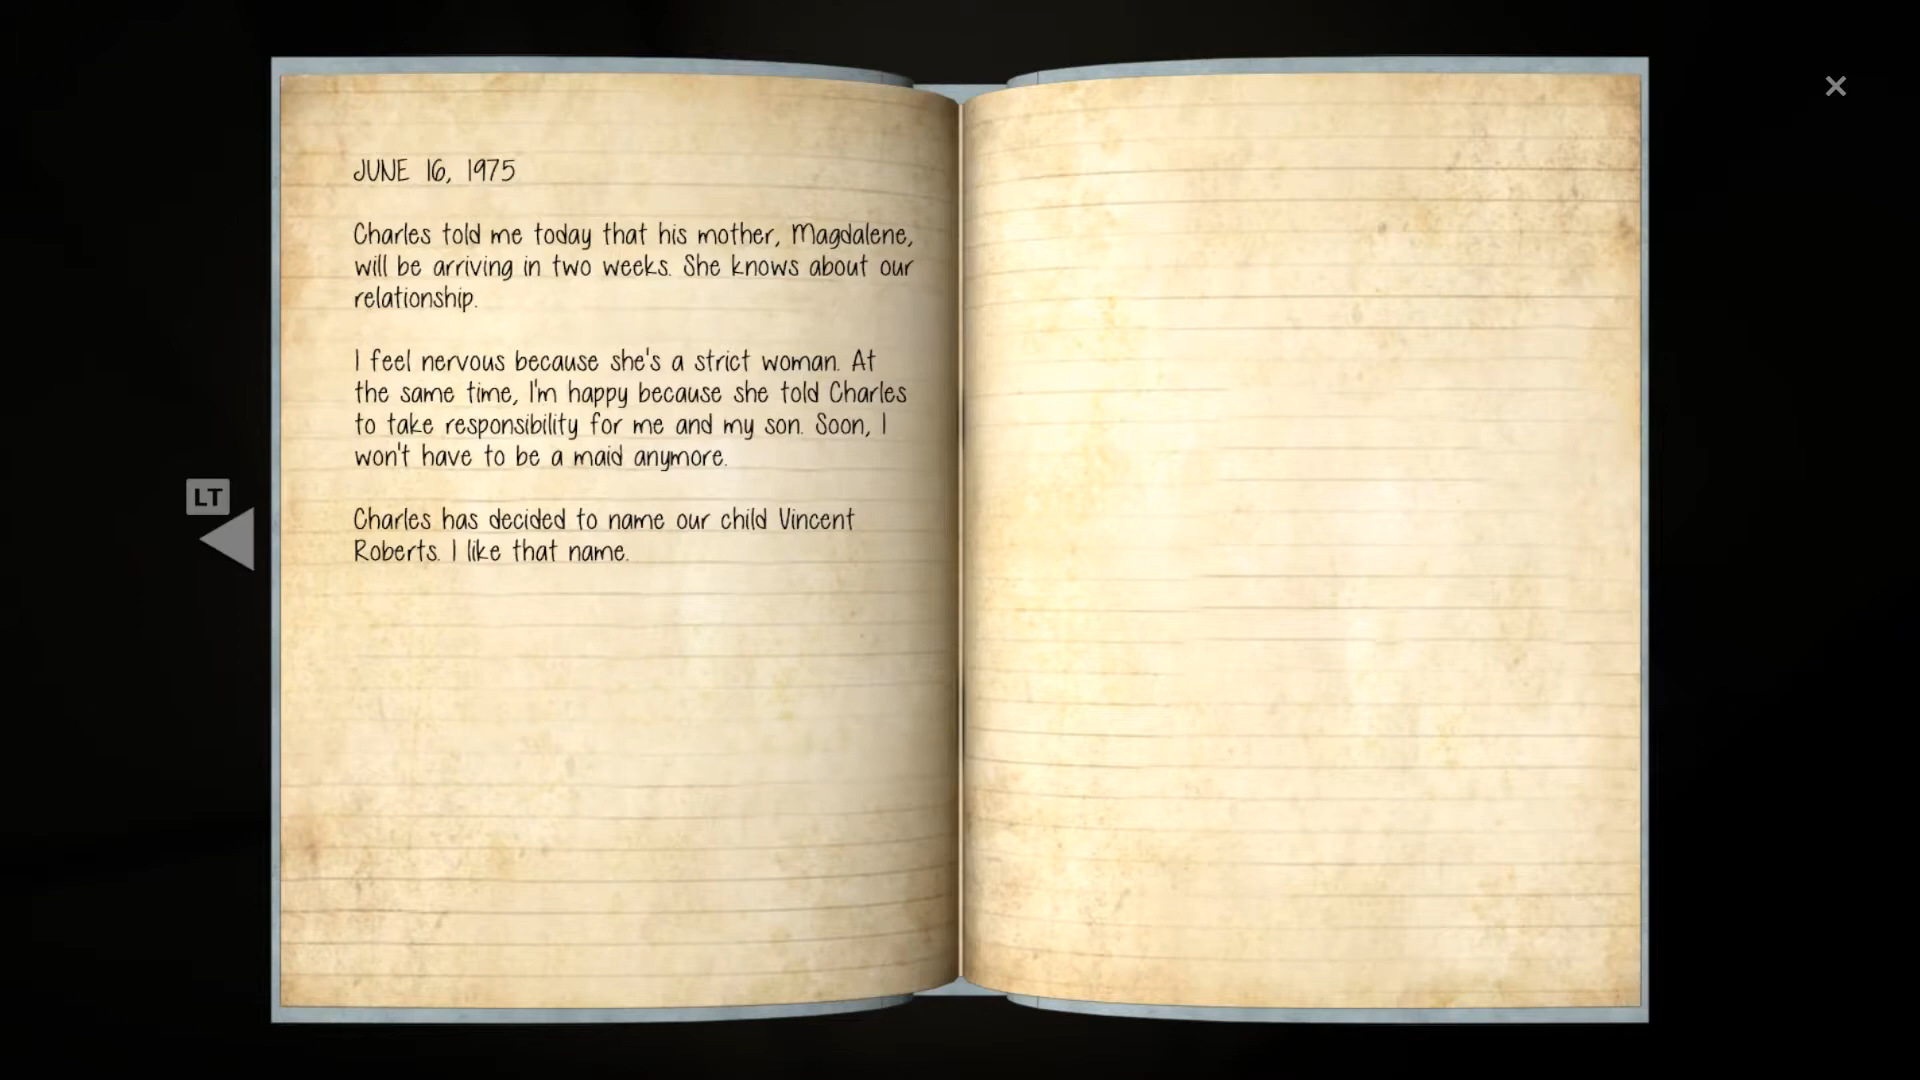 JUNE 16, 1975
Charles told me today that his mother, Magdalene,
will be arriving in two weeks. She knows about our
relationship.
I feel nervous because she's a strict woman. At
the same time, I'm happy because she told Charles
to take responsibility for me and my son. Soon, I
won't have to be a maid anymore.
Charles has decided to name our child Vincent
Roberts. I like that name.
LT